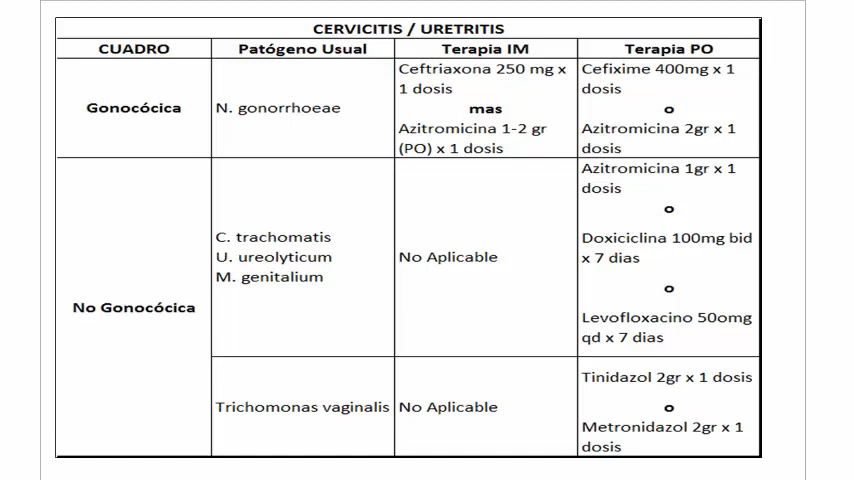 CERVICITIS / URETRITIS
CUADRO
Patógeno Usual
Terapia IM
Terapia PO
Gonocócica
N. gonorrhoeae
Ceftriaxona 250 mg x
1 dosis
mas
Azitromicina 1-2 gr
(PO) x 1 dosis
Cefixime 400mg x 1
dosis
o
Azitromicina 2gr x 1
dosis
No Gonocócica
C. trachomatis
U. ureolyticum
M. genitalium
No Aplicable
Azitromicina 1gr x 1
dosis
o
Doxiciclina 100mg bid
x 7 dias
o
Levofloxacino 50omg
qd x 7 dias
Trichomonas vaginalis
No Aplicable
Tinidazol 2gr x 1 dosis
o
Metronidazol 2gr x 1
dosis